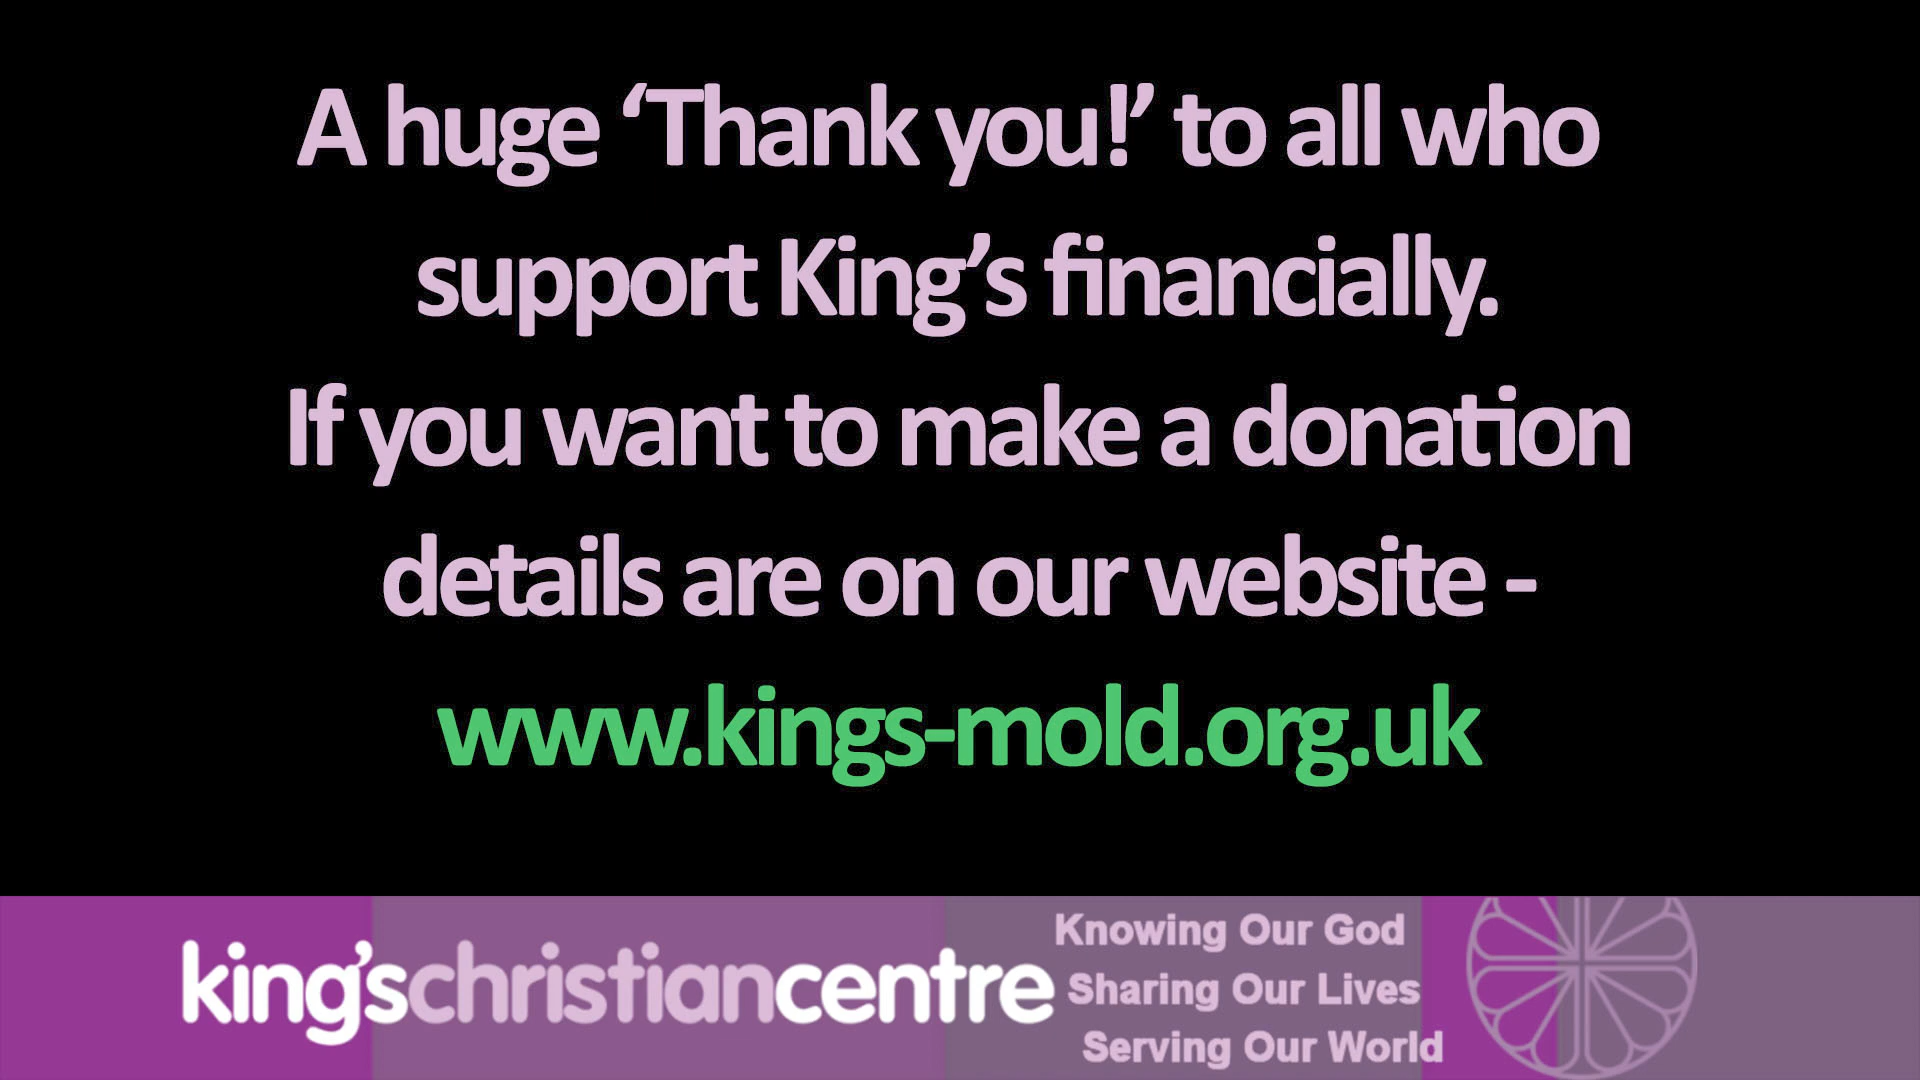 A huge ‘Thank you!’ to all who
support King’s financially.
If you want to make a donation
details are on our website -
www.kings-mold.org.uk
king’schristiancentre
Knowing Our God
Sharing Our Lives
Serving Our World